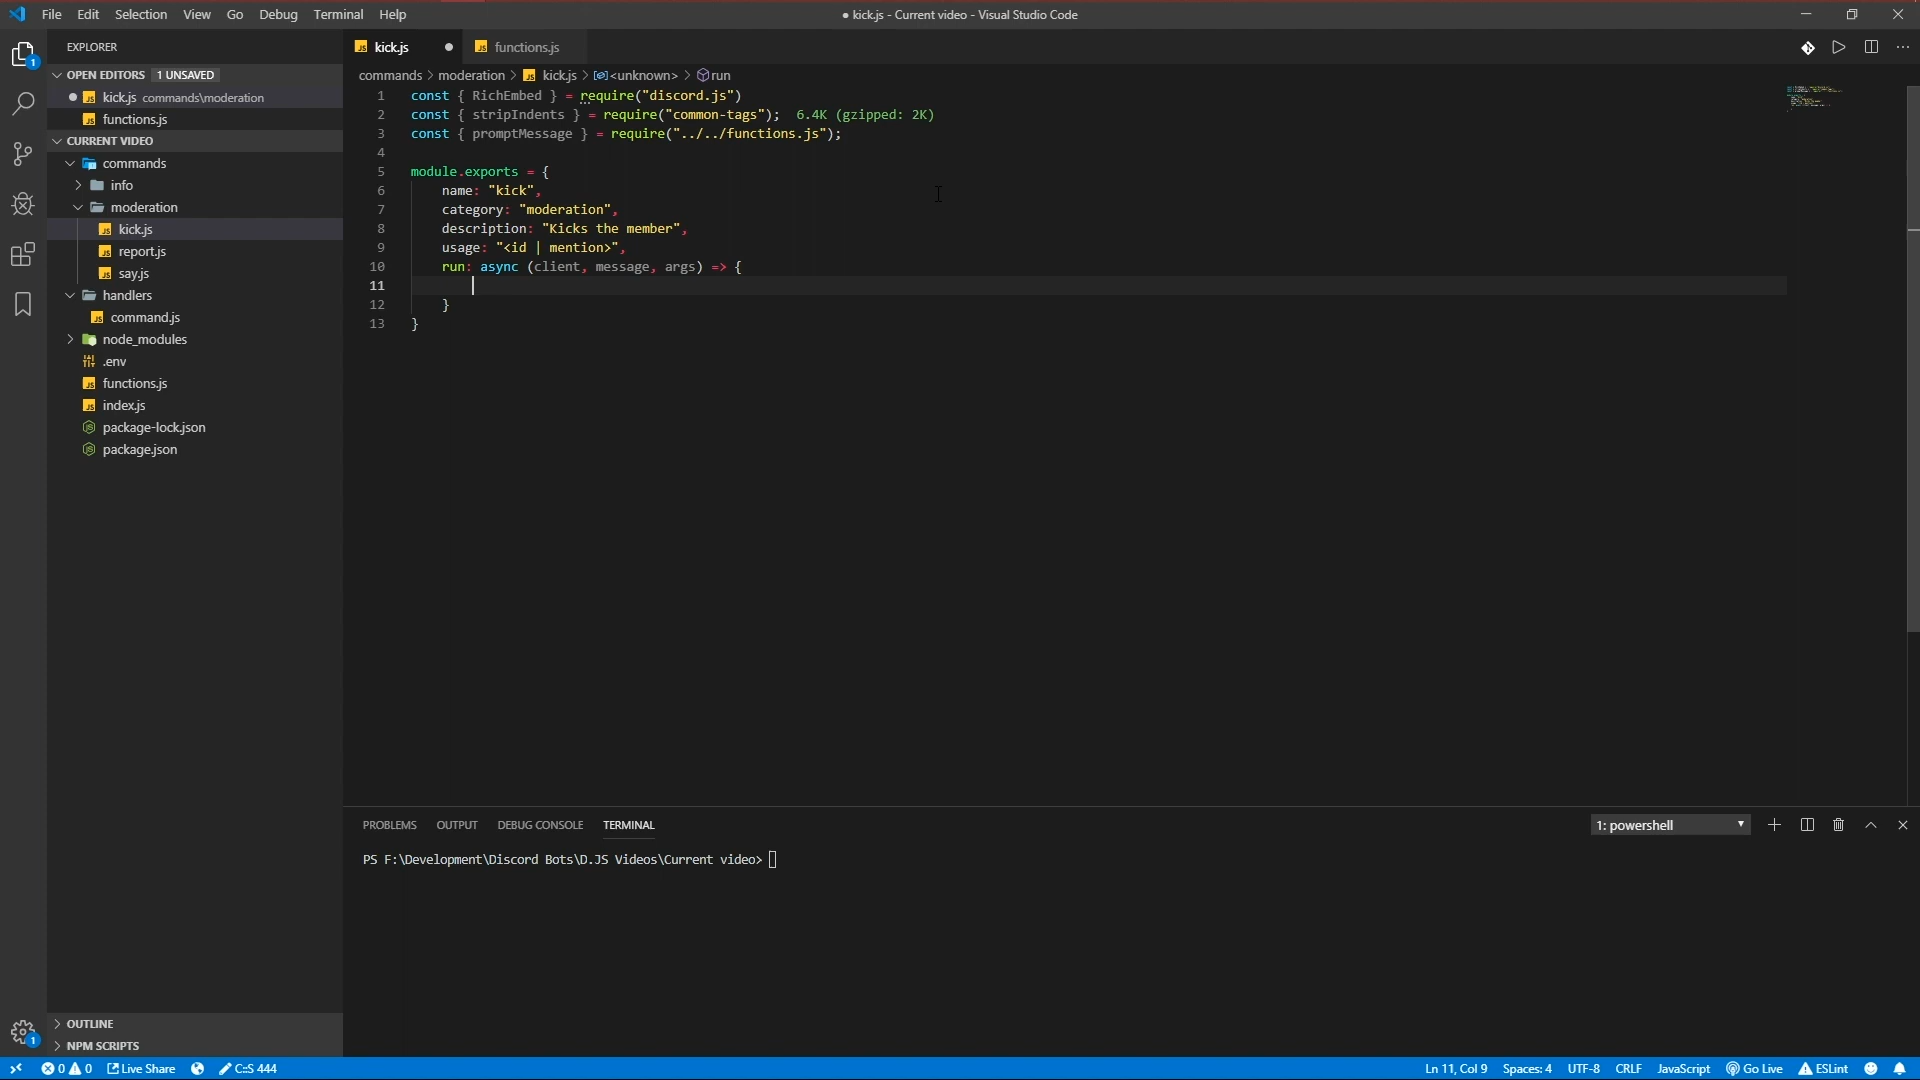 File Edit Selection View Go Debug Terminal Help
● kick.js - Current video - Visual Studio Code
EXPLORER
OPEN EDITORS 1 UNSAVED
kick.js commands\moderation
functions.js
CURRENT VIDEO
commands
info
moderation
kick.js
report.js
say.js
handlers
command.js
node_modules
.env
functions.js
index.js
package-lock.json
package.json
OUTLINE
NPM SCRIPTS
kick.js functions.js
commands > moderation > kick.js > <unknown> > run
1 const { RichEmbed } = require("discord.js")
2 const { stripIndents } = require("common-tags"); 6.4K (gzipped: 2K)
3 const { promptMessage } = require("../../functions.js");
4
5 module.exports = {
6 name: "kick",
7 category: "moderation",
8 description: "Kicks the member",
9 usage: "<id | mention>",
10 run: async (client, message, args) => {
11
12 }
13 }
PROBLEMS OUTPUT DEBUG CONSOLE TERMINAL
1: powershell
PS F:\Development\Discord Bots\D.JS Videos\Current video>
0 0 Live Share C:S 444
Ln 11, Col 9 Spaces: 4 UTF-8 CRLF JavaScript Go Live ESLint